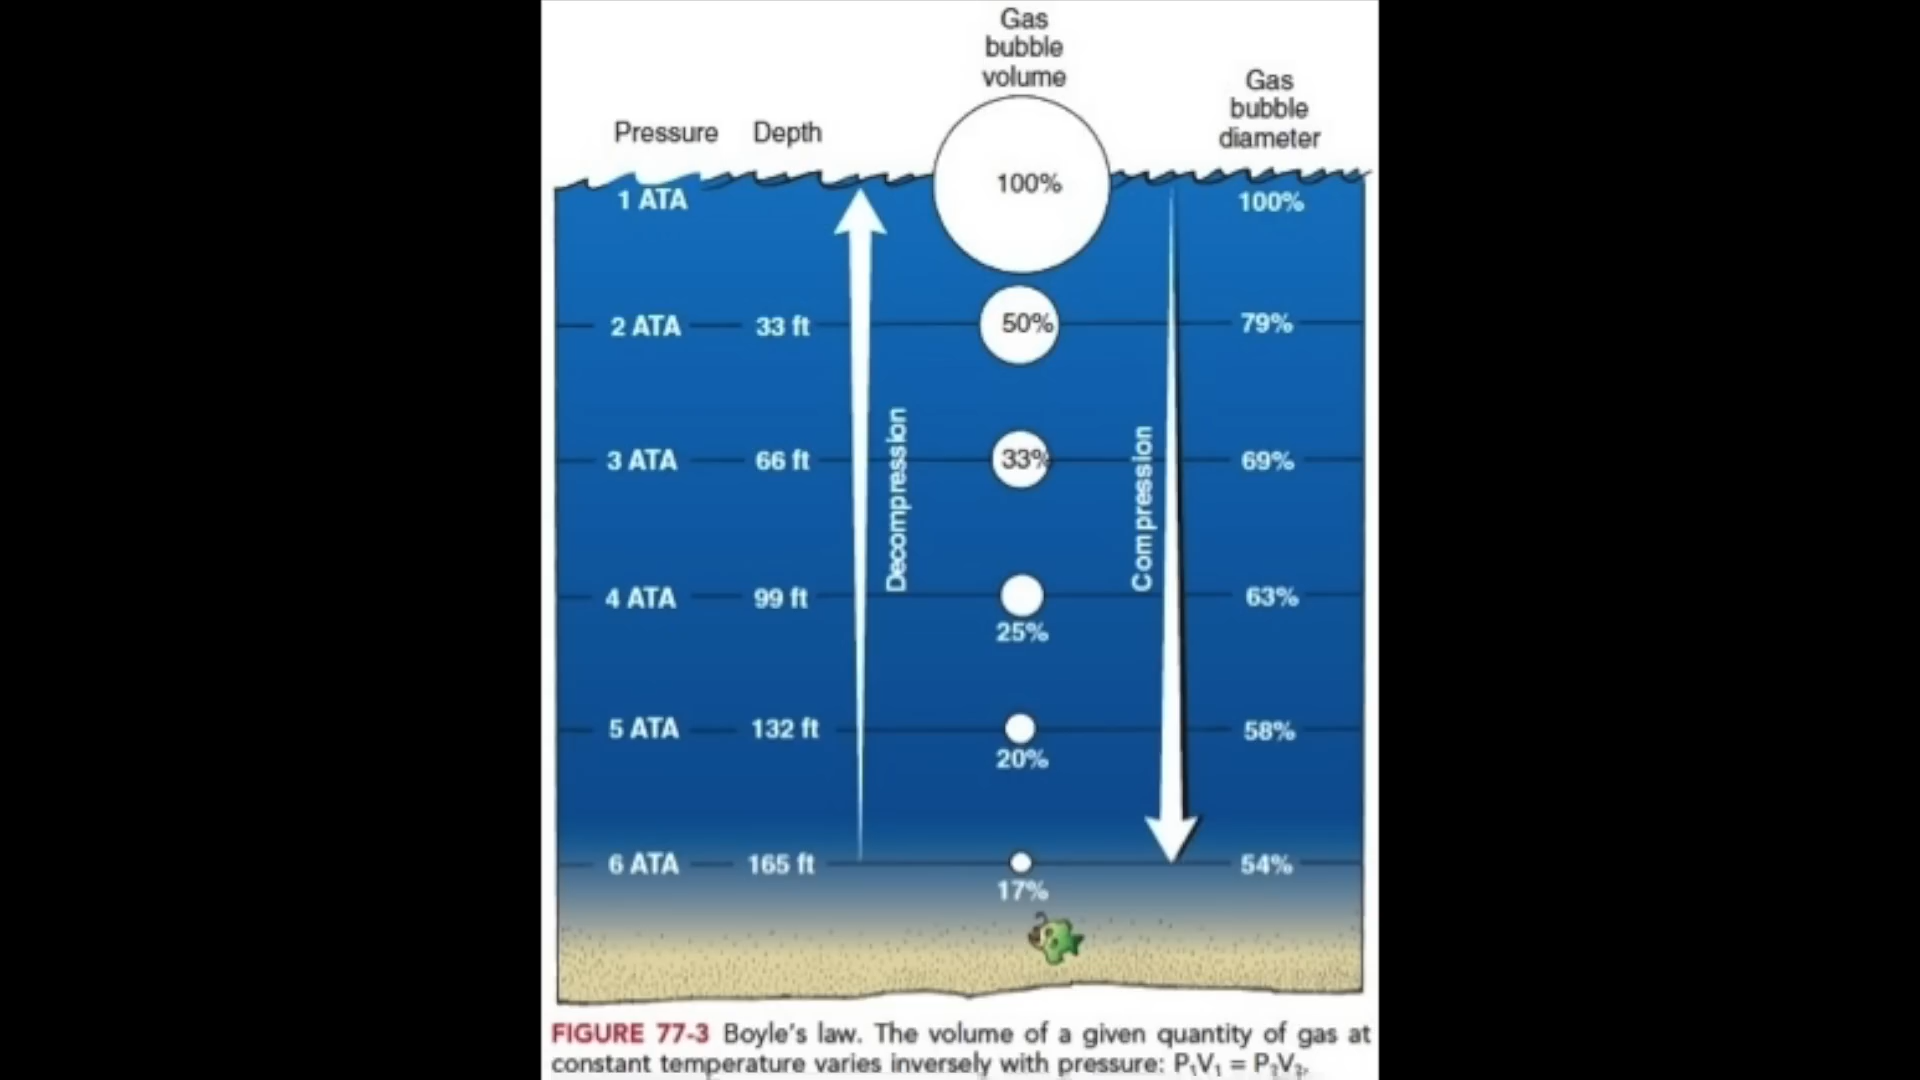 Gas
bubble
volume
Gas
bubble
diameter
Pressure Depth
1 ATA 100% 100%
2 ATA 33 ft 50% 79%
3 ATA 66 ft 33% 69%
Decompression
Compression
4 ATA 99 ft 25% 63%
5 ATA 132 ft 20% 58%
6 ATA 165 ft 17% 54%
FIGURE 77-3 Boyle's law. The volume of a given quantity of gas at
constant temperature varies inversely with pressure: P₁V₁ = P₂V₂.